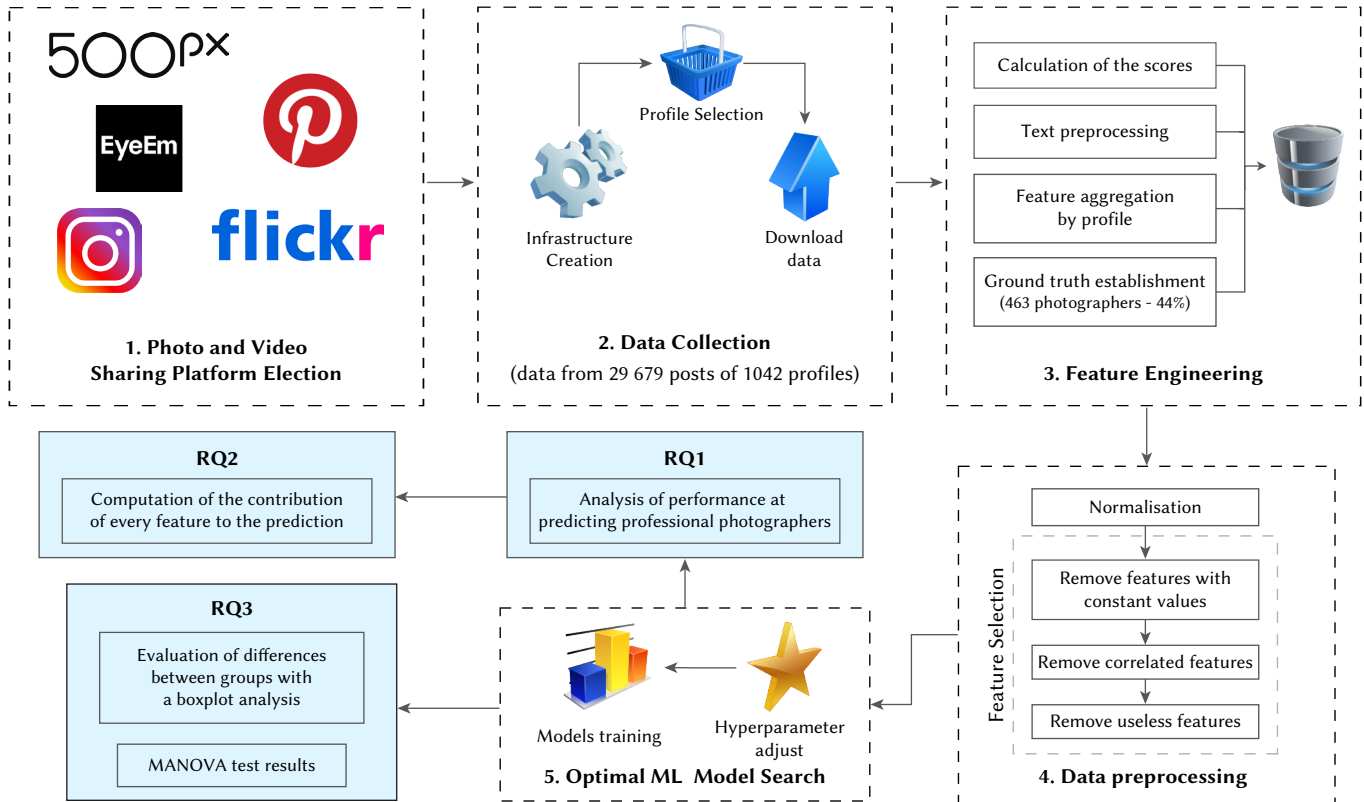 500px
EyeEm
flickr
1. Photo and Video
Sharing Platform Election
Profile Selection
Infrastructure
Creation
Download
data
2. Data Collection
(data from 29 679 posts of 1042 profiles)
Calculation of the scores
Text preprocessing
Feature aggregation
by profile
Ground truth establishment
(463 photographers - 44%)
3. Feature Engineering
RQ2
Computation of the contribution
of every feature to the prediction
RQ1
Analysis of performance at
predicting professional photographers
RQ3
Evaluation of differences
between groups with
a boxplot analysis
MANOVA test results
Models training
Hyperparameter
adjust
5. Optimal ML Model Search
Normalisation
Feature Selection
Remove features with
constant values
Remove correlated features
Remove useless features
4. Data preprocessing